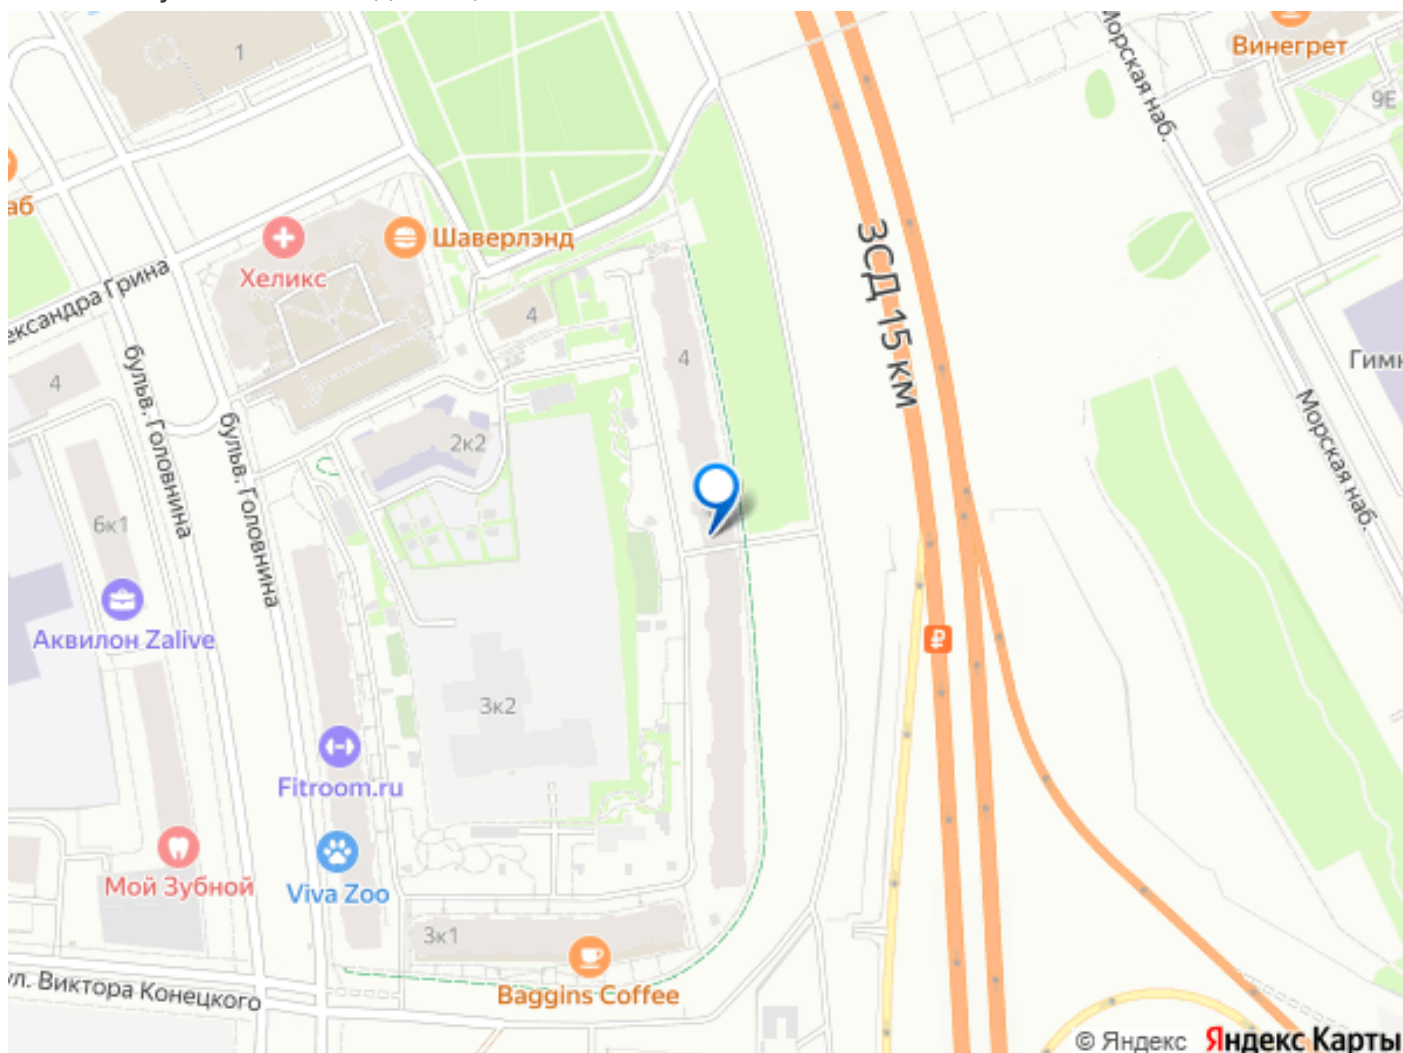 1
Морская наб.
Винегрет
9Е
аб
Хеликс
Шаверлэнд
ександра Грина
ЗСД 15 км
4
4
4
Гимн
бульв. Головнина
бульв. Головнина
2к2
Морская наб.
6к1
Аквилон Zalive
3к2
Fitroom.ru
Мой Зубной
Viva Zoo
3к1
ул. Виктора Конецкого
Baggins Coffee
© Яндекс Яндекс Карты